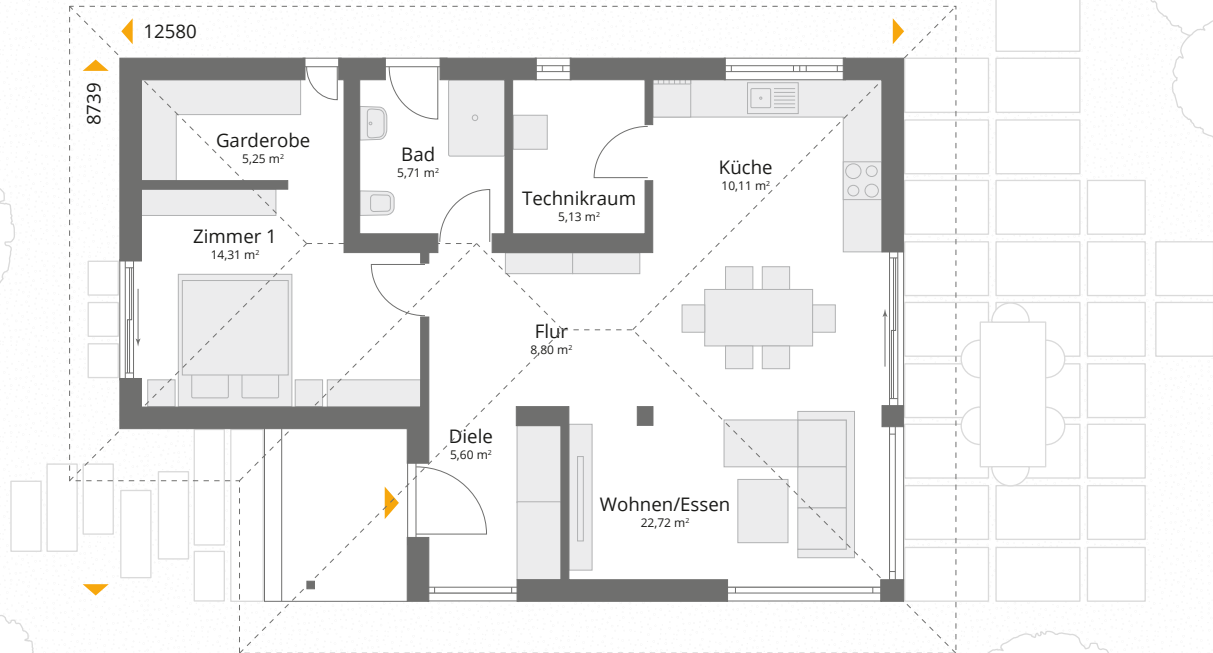 12580
8739
Garderobe
5,25 m²
Bad
5,71 m²
Technikraum
5,13 m²
Küche
10,11 m²
Zimmer 1
14,31 m²
Flur
8,80 m²
Diele
5,60 m²
Wohnen/Essen
22,72 m²